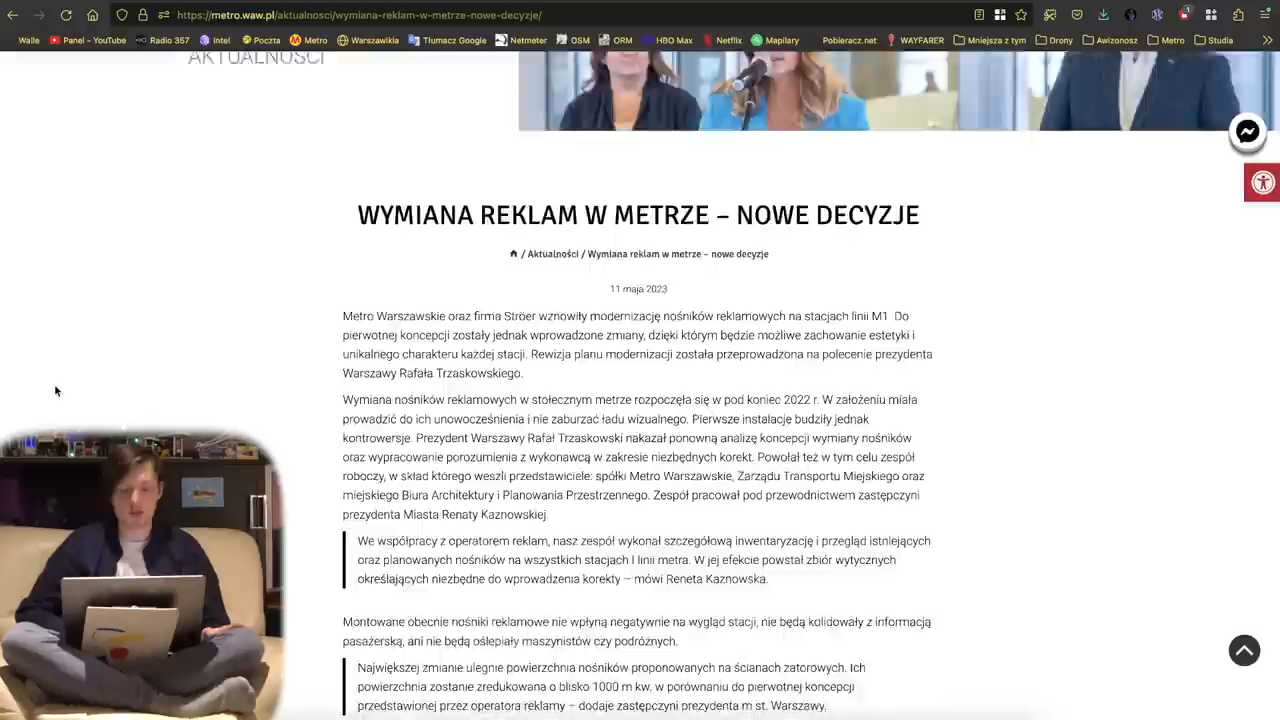 https://metro.waw.pl/aktualnosci/wymiana-reklam-w-metrze-nowe-decyzje/
Walle Panel – YouTube Radio 357 Intel Poczta Metro Warszawikia Tłumacz Google Netmeter OSM ORM HBO Max Netflix Mapilary Pobieracz.net WAYFARER Mniejsza z tym Drony Awizonosz Metro Studia
AKTUALNOŚCI
WYMIANA REKLAM W METRZE – NOWE DECYZJE
/ Aktualności / Wymiana reklam w metrze – nowe decyzje
11 maja 2023
Metro Warszawskie oraz firma Ströer wznowiły modernizację nośników reklamowych na stacjach linii M1. Do
pierwotnej koncepcji zostały jednak wprowadzone zmiany, dzięki którym będzie możliwe zachowanie estetyki i
unikalnego charakteru każdej stacji. Rewizja planu modernizacji została przeprowadzona na polecenie prezydenta
Warszawy Rafała Trzaskowskiego.
Wymiana nośników reklamowych w stołecznym metrze rozpoczęła się w pod koniec 2022 r. W założeniu miała
prowadzić do ich unowocześnienia i nie zaburzać ładu wizualnego. Pierwsze instalacje budziły jednak
kontrowersje. Prezydent Warszawy Rafał Trzaskowski nakazał ponowną analizę koncepcji wymiany nośników
oraz wypracowanie porozumienia z wykonawcą w zakresie niezbędnych korekt. Powołał też w tym celu zespół
roboczy, w skład którego weszli przedstawiciele: spółki Metro Warszawskie, Zarządu Transportu Miejskiego oraz
miejskiego Biura Architektury i Planowania Przestrzennego. Zespół pracował pod przewodnictwem zastępczyni
prezydenta Miasta Renaty Kaznowskiej.
We współpracy z operatorem reklam, nasz zespół wykonał szczegółową inwentaryzację i przegląd istniejących
oraz planowanych nośników na wszystkich stacjach I linii metra. W jej efekcie powstał zbiór wytycznych
określających niezbędne do wprowadzenia korekty – mówi Renata Kaznowska.
Montowane obecnie nośniki reklamowe nie wpłyną negatywnie na wygląd stacji, nie będą kolidowały z informacją
pasażerską, ani nie będą oślepiały maszynistów czy podróżnych.
Największej zmianie ulegnie powierzchnia nośników proponowanych na ścianach zatorowych. Ich
powierzchnia zostanie zredukowana o blisko 1000 m kw. w porównaniu do pierwotnej koncepcji
przedstawionej przez operatora reklamy – dodaje zastępczyni prezydenta m st. Warszawy.